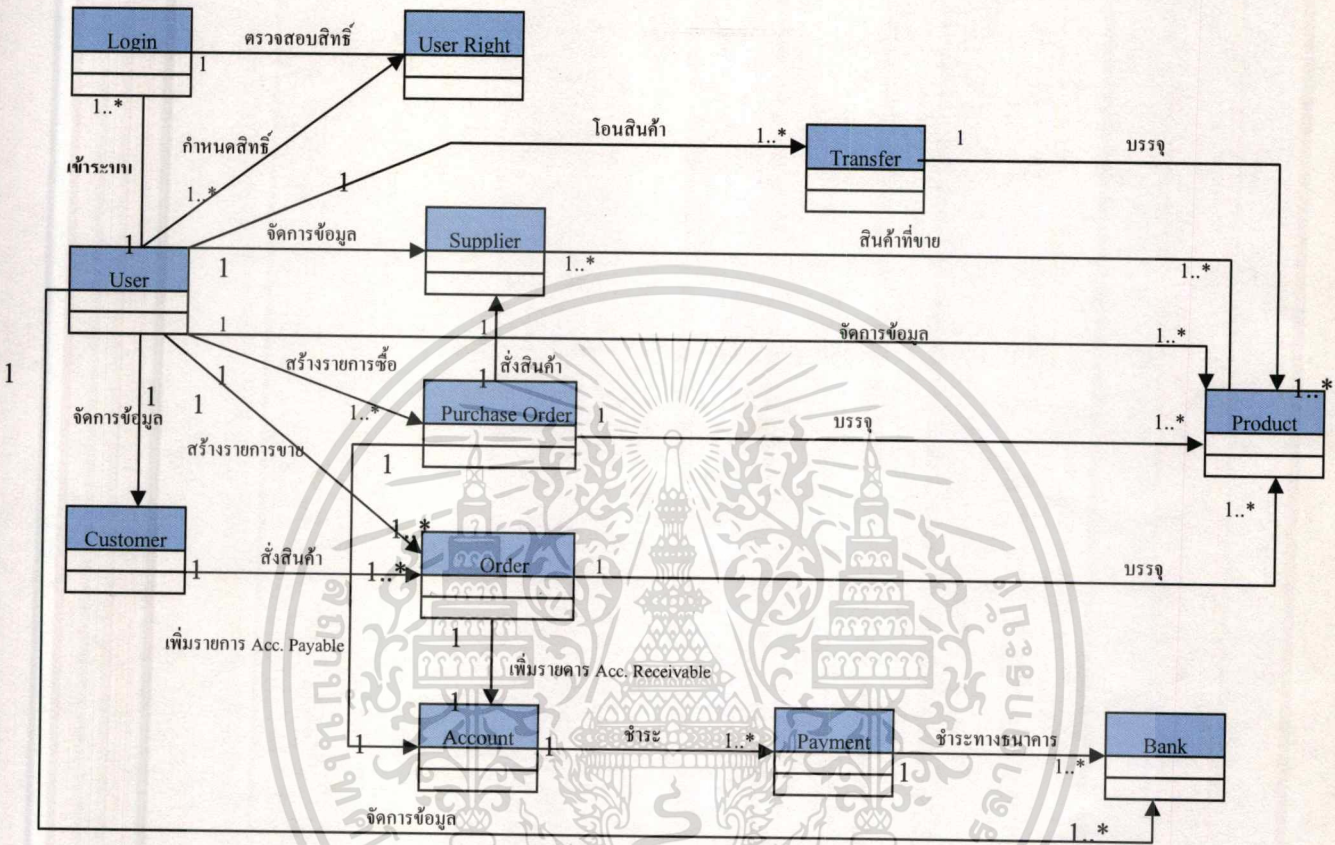 Login
ตรวจสอบสิทธิ์
User Right
1
1..*
กำหนดสิทธิ์
เข้าระบบ
1..*
โอนสินค้า
1..*
Transfer
1
บรรจุ
1
1
จัดการข้อมูล
Supplier
สินค้าที่ขาย
1
1..*
1..*
User
1
1
จัดการข้อมูล
1..*
สร้างรายการซื้อ
สั่งสินค้า
1
1
1
1
จัดการข้อมูล
1
1..*
Purchase Order
1
บรรจุ
1..*
1..*
Product
สร้างรายการขาย
1
1..*
Customer
1..*
สั่งสินค้า
1
1..*
Order
1
บรรจุ
เพิ่มรายการ Acc. Payable
1
เพิ่มรายดาร Acc. Receivable
1
1
Account
1
ชำระ
1..*
Payment
1
ชำระทางธนาคาร
1..*
Bank
จัดการข้อมูล
1..*